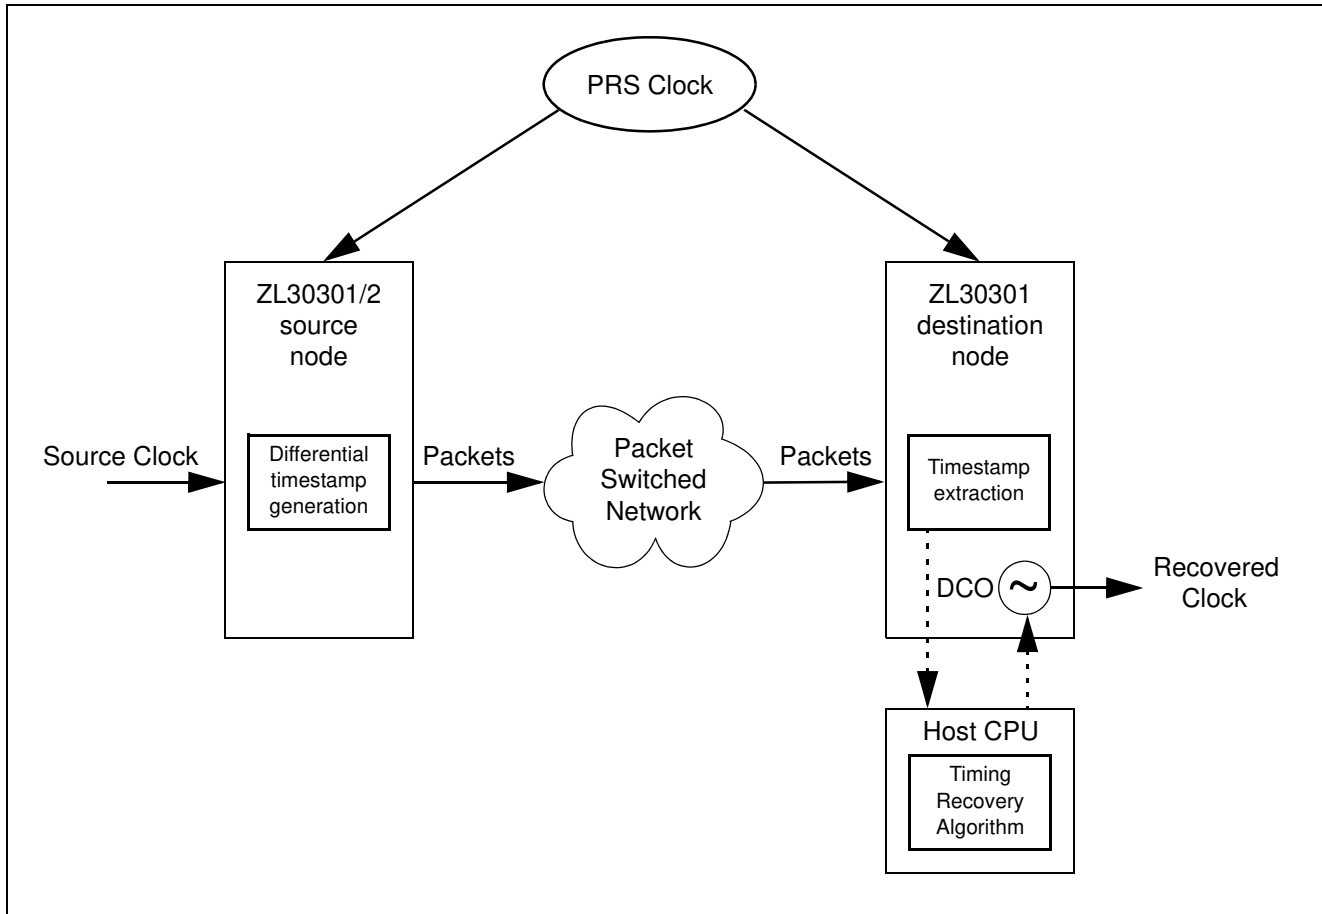 PRS Clock
ZL30301/2
source
node
ZL30301
destination
node
Source Clock
Differential
timestamp
generation
Packets
Packet
Switched
Network
Packets
Timestamp
extraction
DCO
~
Recovered
Clock
Host CPU
Timing
Recovery
Algorithm